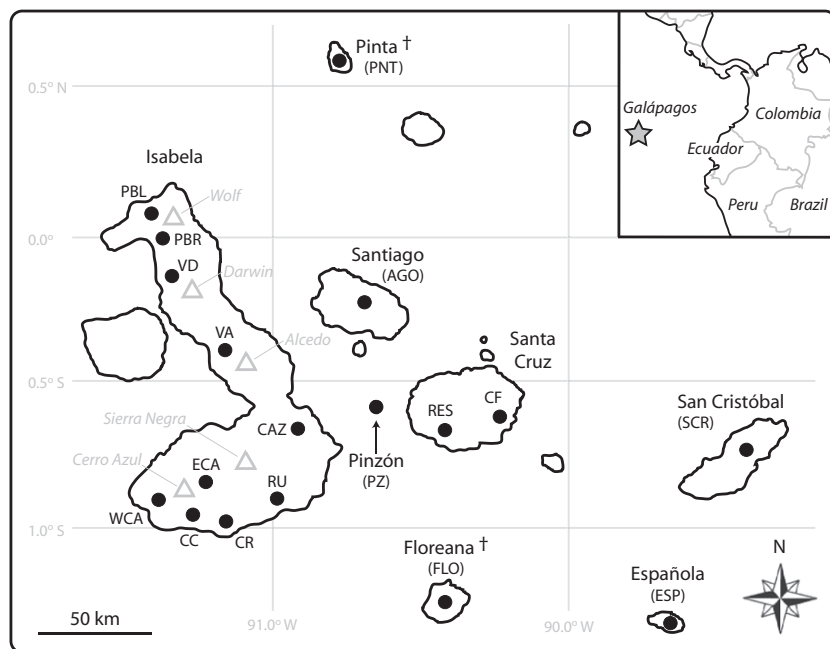 Pinta †
(PNT)
0.5° N
Galápagos
Colombia
Ecuador
Peru
Brazil
Isabela
PBL
Wolf
PBR
0.0°
VD
Darwin
Santiago
(AGO)
VA
Alcedo
Santa
Cruz
0.5° S
RES
CF
San Cristóbal
(SCR)
Sierra Negra
CAZ
Cerro Azul
ECA
RU
Pinzón
(PZ)
WCA
CC
CR
1.0° S
Floreana †
(FLO)
Española
(ESP)
N
50 km
91.0° W
90.0° W